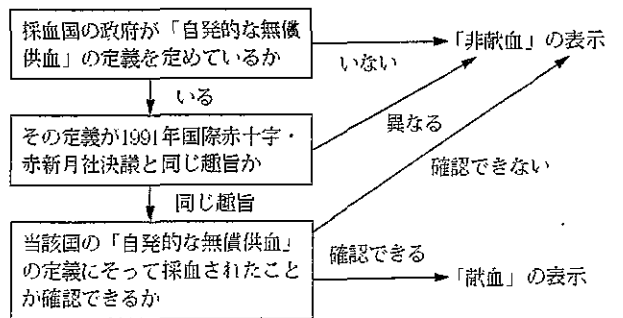 採血国の政府が「自発的な無償
供血」の定義を定めているか
いない
「非献血」の表示
いる
その定義が1991年国際赤十字・
赤新月社決議と同じ趣旨か
異なる
同じ趣旨
確認できない
当該国の「自発的な無償供血」
の定義にそって採血されたこと
が確認できるか
確認できる
「献血」の表示